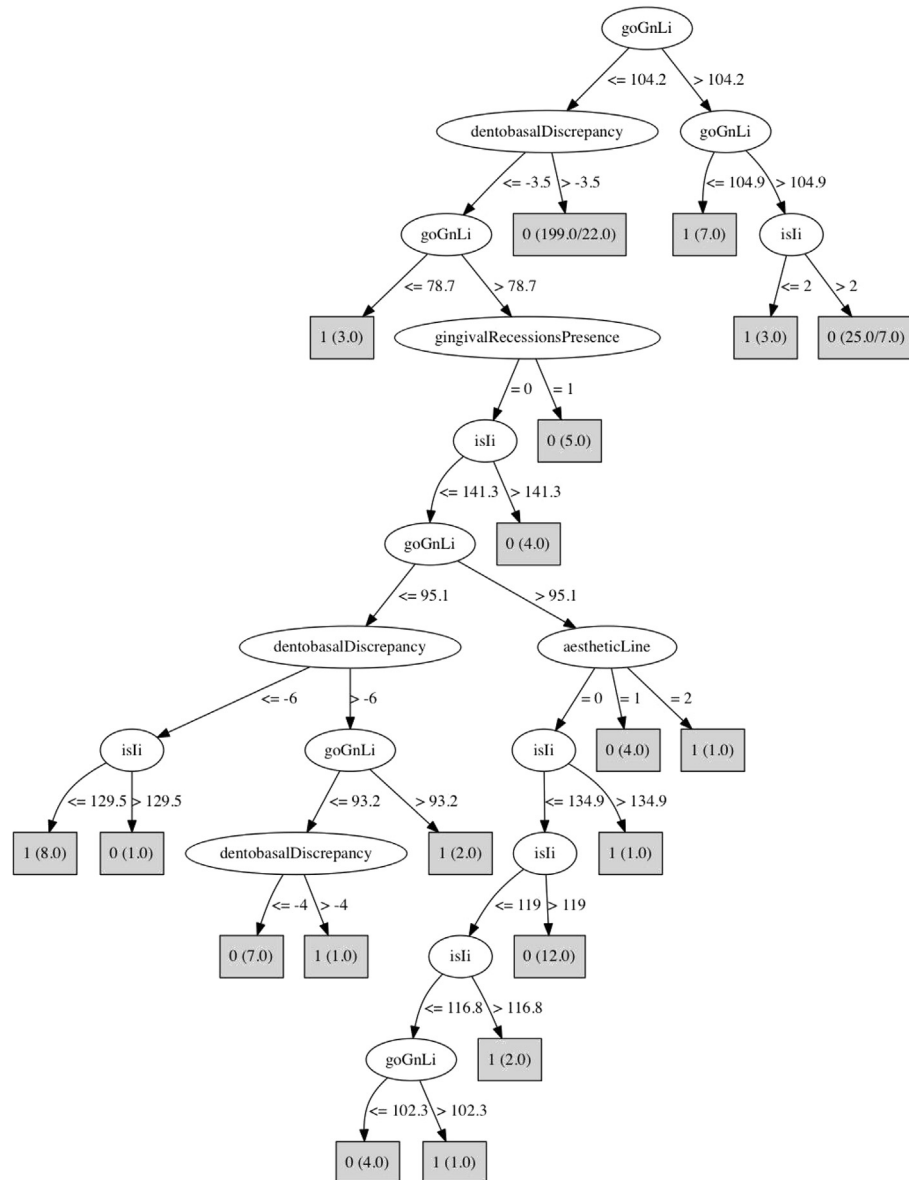 goGnLi
<= 104.2 > 104.2
dentobasalDiscrepancy goGnLi
<= -3.5 > -3.5 <= 104.9 > 104.9
goGnLi 0 (199.0/22.0) 1 (7.0) isIi
<= 78.7 > 78.7 <= 2 > 2
1 (3.0) gingivalRecessionsPresence 1 (3.0) 0 (25.0/7.0)
= 0 = 1
isIi 0 (5.0)
<= 141.3 > 141.3
goGnLi 0 (4.0)
<= 95.1 > 95.1
dentobasalDiscrepancy aestheticLine
<= -6 > -6 = 0 = 1 = 2
isIi goGnLi isIi 0 (4.0) 1 (1.0)
<= 129.5 > 129.5 <= 93.2 > 93.2 <= 134.9 > 134.9
1 (8.0) 0 (1.0) dentobasalDiscrepancy 1 (2.0) isIi 1 (1.0)
<= -4 > -4 <= 119 > 119
0 (7.0) 1 (1.0) isIi 0 (12.0)
<= 116.8 > 116.8
goGnLi 1 (2.0)
<= 102.3 > 102.3
0 (4.0) 1 (1.0)